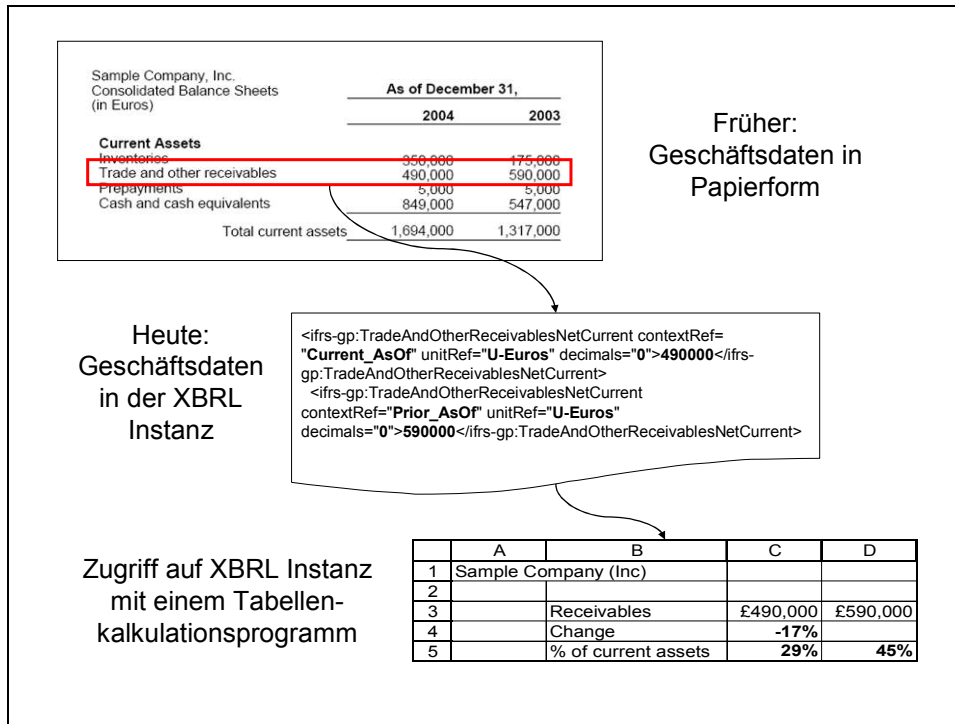 Sample Company, Inc.
Consolidated Balance Sheets
(in Euros)
As of December 31,
2004 2003
Current Assets
Inventories 350,000 175,000
Trade and other receivables 490,000 590,000
Prepayments 5,000 5,000
Cash and cash equivalents 849,000 547,000
Total current assets 1,694,000 1,317,000
Früher:
Geschäftsdaten in
Papierform
Heute:
Geschäftsdaten
in der XBRL
Instanz
<ifrs-gp:TradeAndOtherReceivablesNetCurrent contextRef=
"Current_AsOf" unitRef="U-Euros" decimals="0">490000</ifrs-
gp:TradeAndOtherReceivablesNetCurrent>
<ifrs-gp:TradeAndOtherReceivablesNetCurrent
contextRef="Prior_AsOf" unitRef="U-Euros"
decimals="0">590000</ifrs-gp:TradeAndOtherReceivablesNetCurrent>
Zugriff auf XBRL Instanz
mit einem Tabellen-
kalkulationsprogramm
A B C D
1 Sample Company (Inc)
2
3 Receivables £490,000 £590,000
4 Change -17%
5 % of current assets 29% 45%